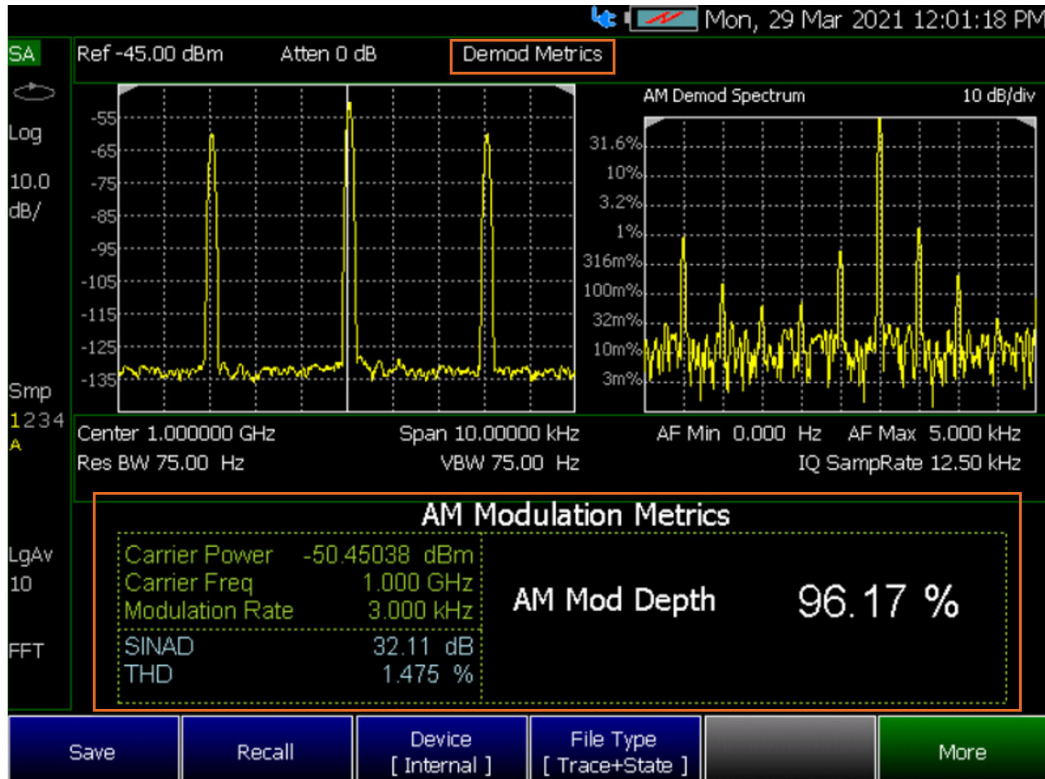 Mon, 29 Mar 2021 12:01:18 PM
SA
Ref -45.00 dBm Atten 0 dB Demod Metrics
Log
10.0
dB/
-55
-65
-75
-85
-95
-105
-115
-125
-135
AM Demod Spectrum 10 dB/div
31.6%
10%
3.2%
1%
316m%
100m%
32m%
10m%
3m%
Smp
1234
A
Center 1.000000 GHz Span 10.00000 kHz AF Min 0.000 Hz AF Max 5.000 kHz
Res BW 75.00 Hz VBW 75.00 Hz IQ SampRate 12.50 kHz
AM Modulation Metrics
LgAv
10
FFT
Carrier Power -50.45038 dBm
Carrier Freq 1.000 GHz
Modulation Rate 3.000 kHz
SINAD 32.11 dB
THD 1.475 %
AM Mod Depth 96.17 %
Save
Recall
Device
[ Internal ]
File Type
[ Trace+State ]
More